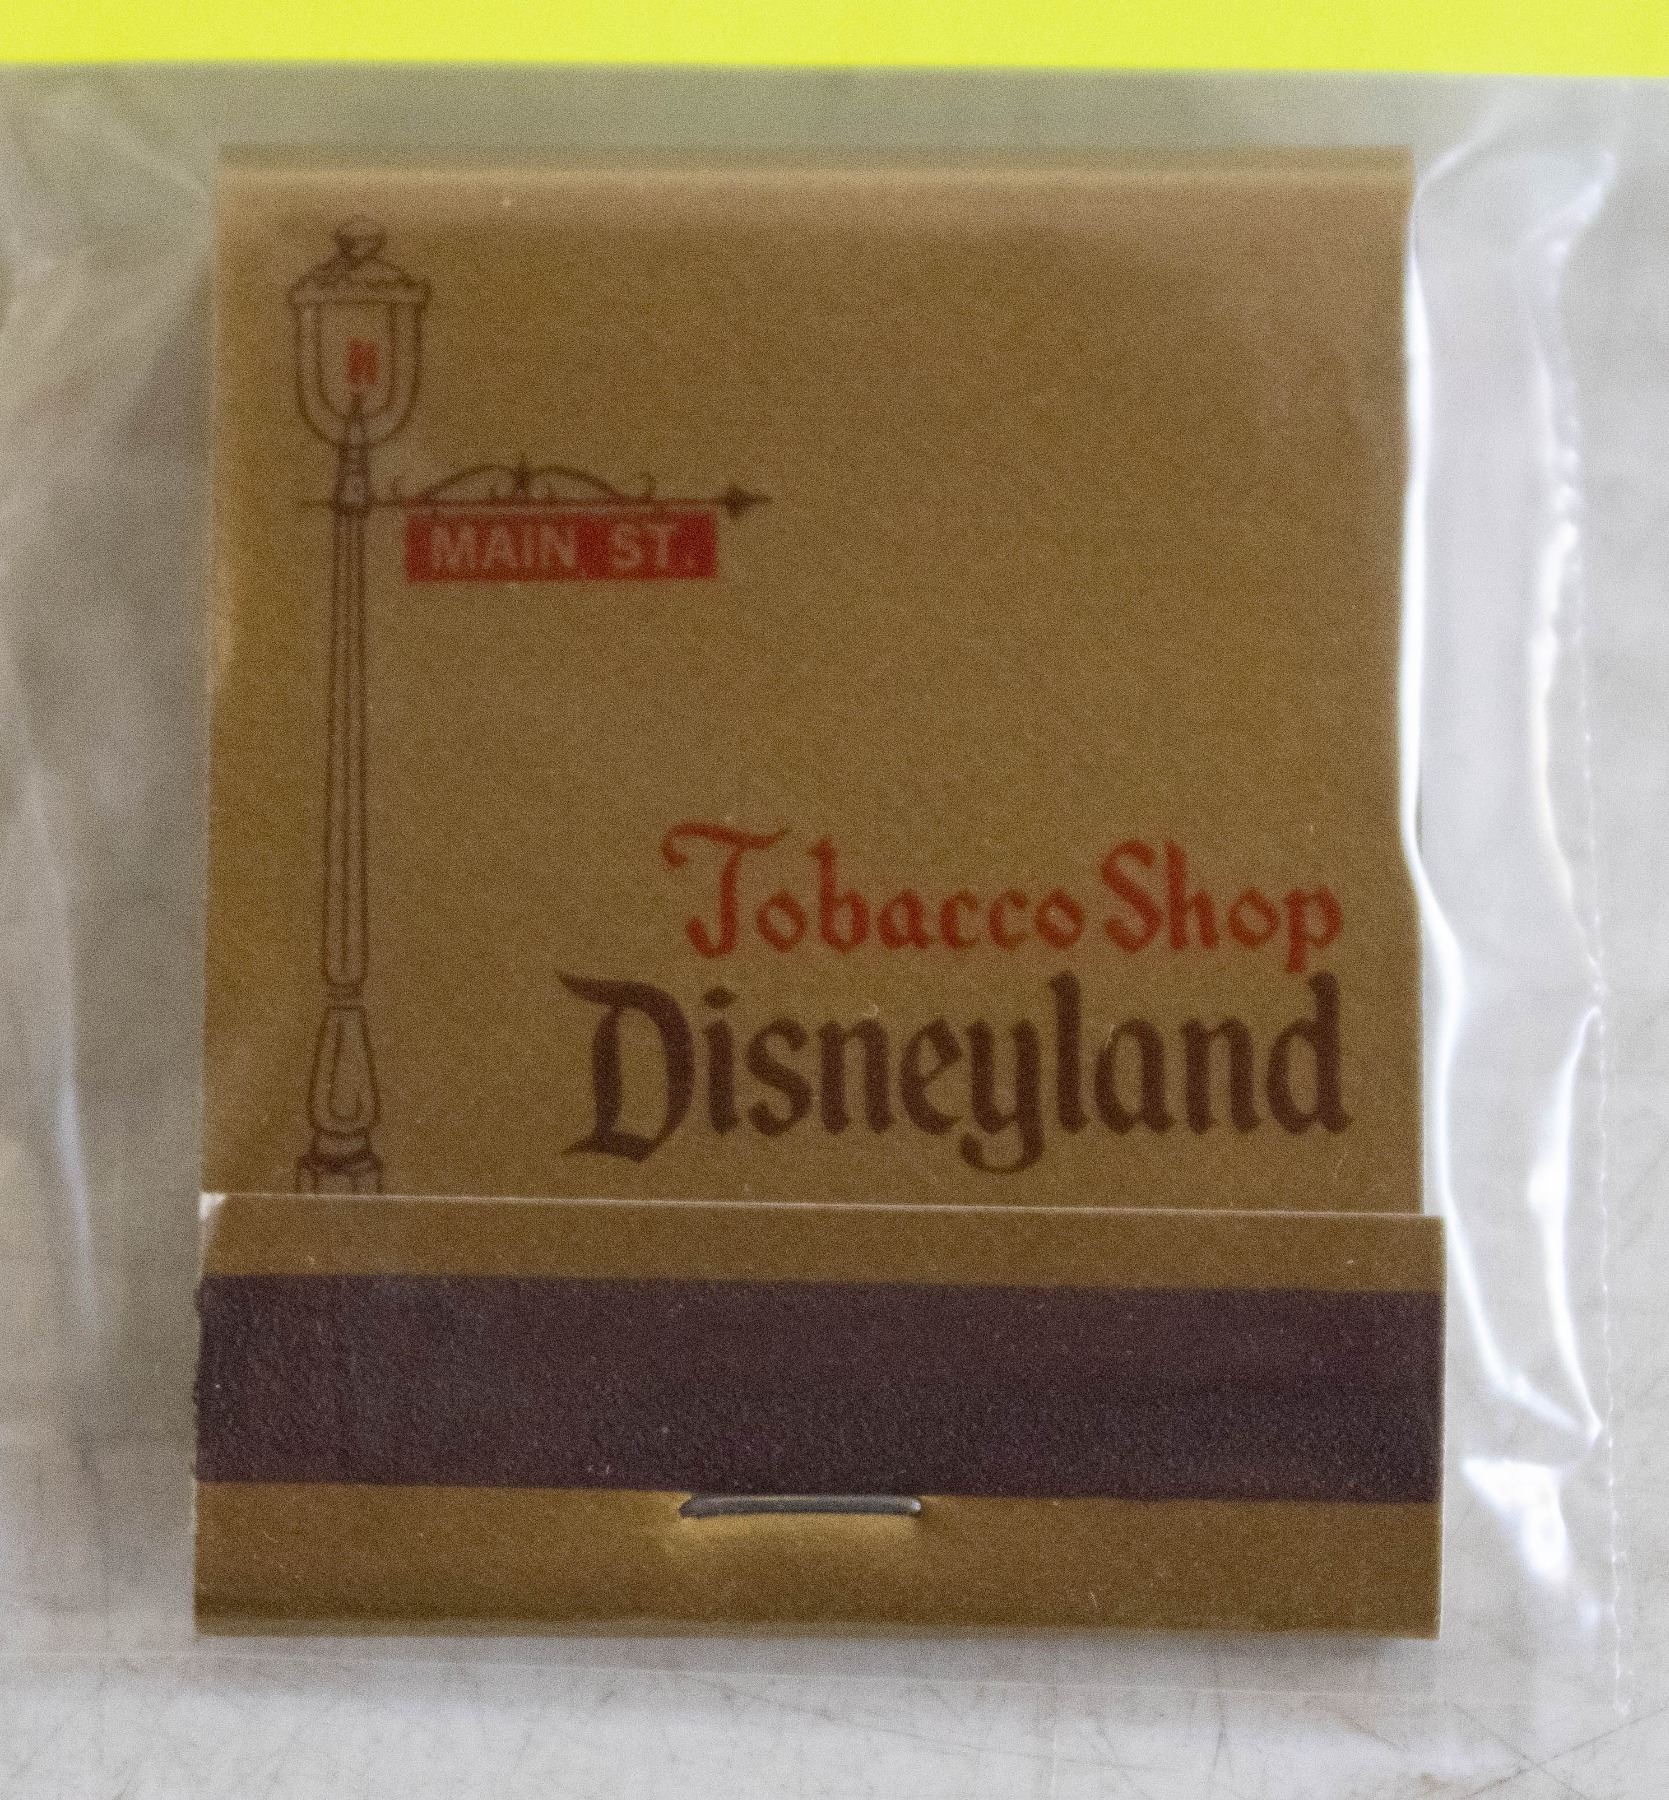 MAIN ST.
Tobacco Shop
Disneyland